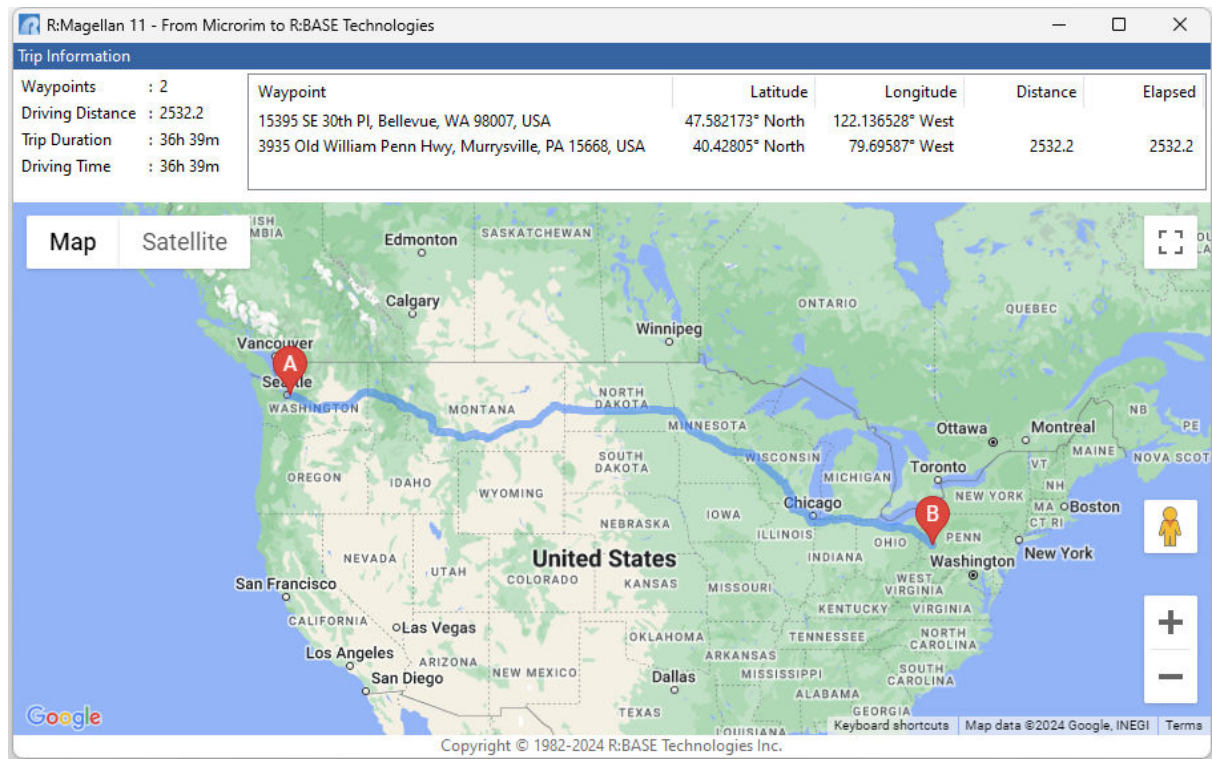 R:Magellan 11 - From Microrim to R:BASE Technologies
Trip Information
Waypoints : 2
Driving Distance : 2532.2
Trip Duration : 36h 39m
Driving Time : 36h 39m
Waypoint Latitude Longitude Distance Elapsed
15395 SE 30th Pl, Bellevue, WA 98007, USA 47.582173° North 122.136528° West
3935 Old William Penn Hwy, Murrysville, PA 15668, USA 40.42805° North 79.69587° West 2532.2 2532.2
Map Satellite
ISH
MBIA
Edmonton
SASKATCHEWAN
Calgary
ONTARIO
QUEBEC
Winnipeg
Vancouver
A
Seattle
WASHINGTON
MONTANA
NORTH
DAKOTA
MINNESOTA
Ottawa
Montreal
NB
PE
MAINE
NOVA SCOT
SOUTH
DAKOTA
WISCONSIN
MICHIGAN
Toronto
VT
NH
OREGON
IDAHO
WYOMING
Chicago
NEW YORK
MA
Boston
CT RI
B
IOWA
NEBRASKA
ILLINOIS
INDIANA
OHIO
PENN
New York
NEVADA
UTAH
United States
COLORADO
KANSAS
MISSOURI
Washington
WEST
VIRGINIA
KENTUCKY
VIRGINIA
San Francisco
CALIFORNIA
Las Vegas
OKLAHOMA
TENNESSEE
NORTH
CAROLINA
Los Angeles
ARIZONA
NEW MEXICO
ARKANSAS
San Diego
Dallas
MISSISSIPPI
SOUTH
CAROLINA
ALABAMA
TEXAS
GEORGIA
LOUISIANA
Google
Keyboard shortcuts Map data ©2024 Google, INEGI Terms
Copyright © 1982-2024 R:BASE Technologies Inc.